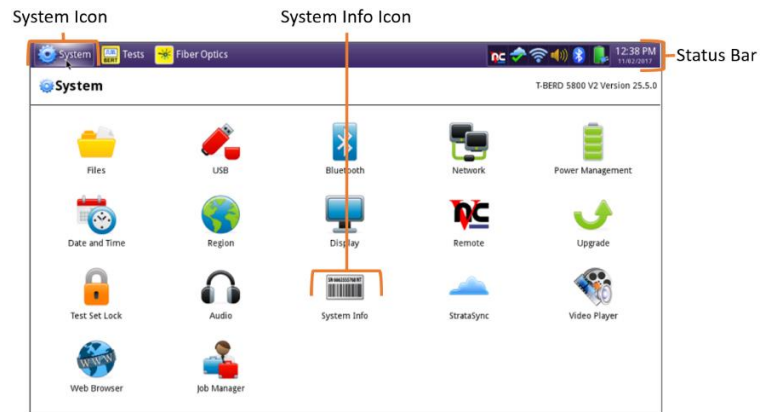 System Icon System Info Icon
System Tests Fiber Optics 12:38 PM
11/02/2017
Status Bar
System T-BERD 5800 V2 Version 25.5.0
Files USB Bluetooth Network Power Management
Date and Time Region Display Remote Upgrade
Test Set Lock Audio System Info StrataSync Video Player
WWW
Web Browser Job Manager